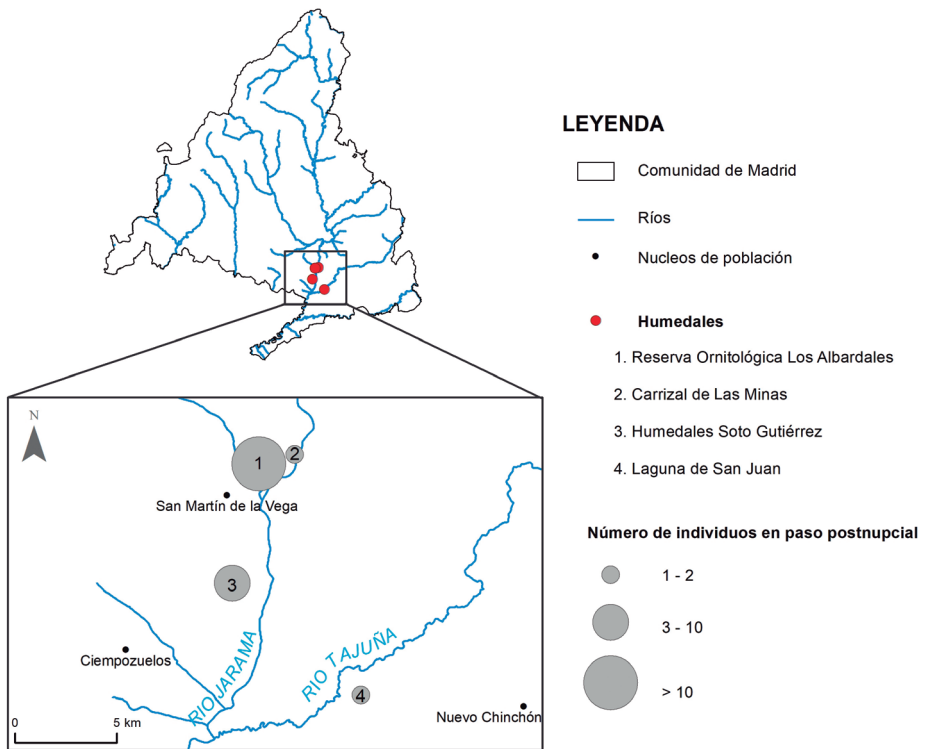 LEYENDA
Comunidad de Madrid
Ríos
Nucleos de población
Humedales
1. Reserva Ornitológica Los Albardales
2. Carrizal de Las Minas
3. Humedales Soto Gutiérrez
4. Laguna de San Juan
Número de individuos en paso postnupcial
1 - 2
3 - 10
> 10
N
1
2
San Martín de la Vega
3
RIO JARAMA
RIO TAJUÑA
Ciempozuelos
4
Nuevo Chinchón
0 5 km